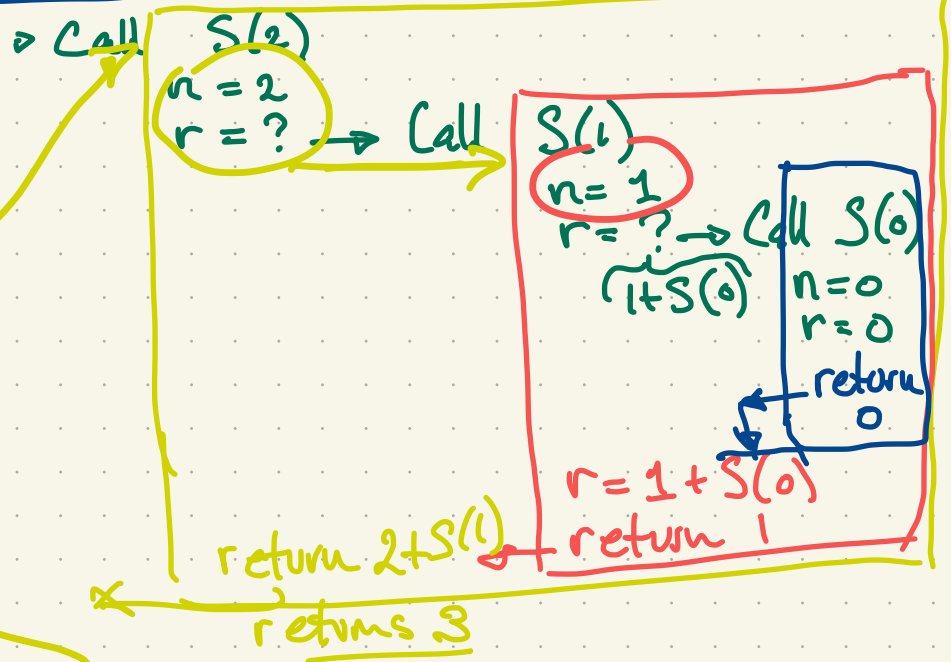 Call S(2)
n = 2
r = ? → Call S(1)
n = 1
r = ? → Call S(0)
1+S(0)
n=0
r=0
return
0
r = 1 + S(0)
return 1
return 2+S(1)
returns 3